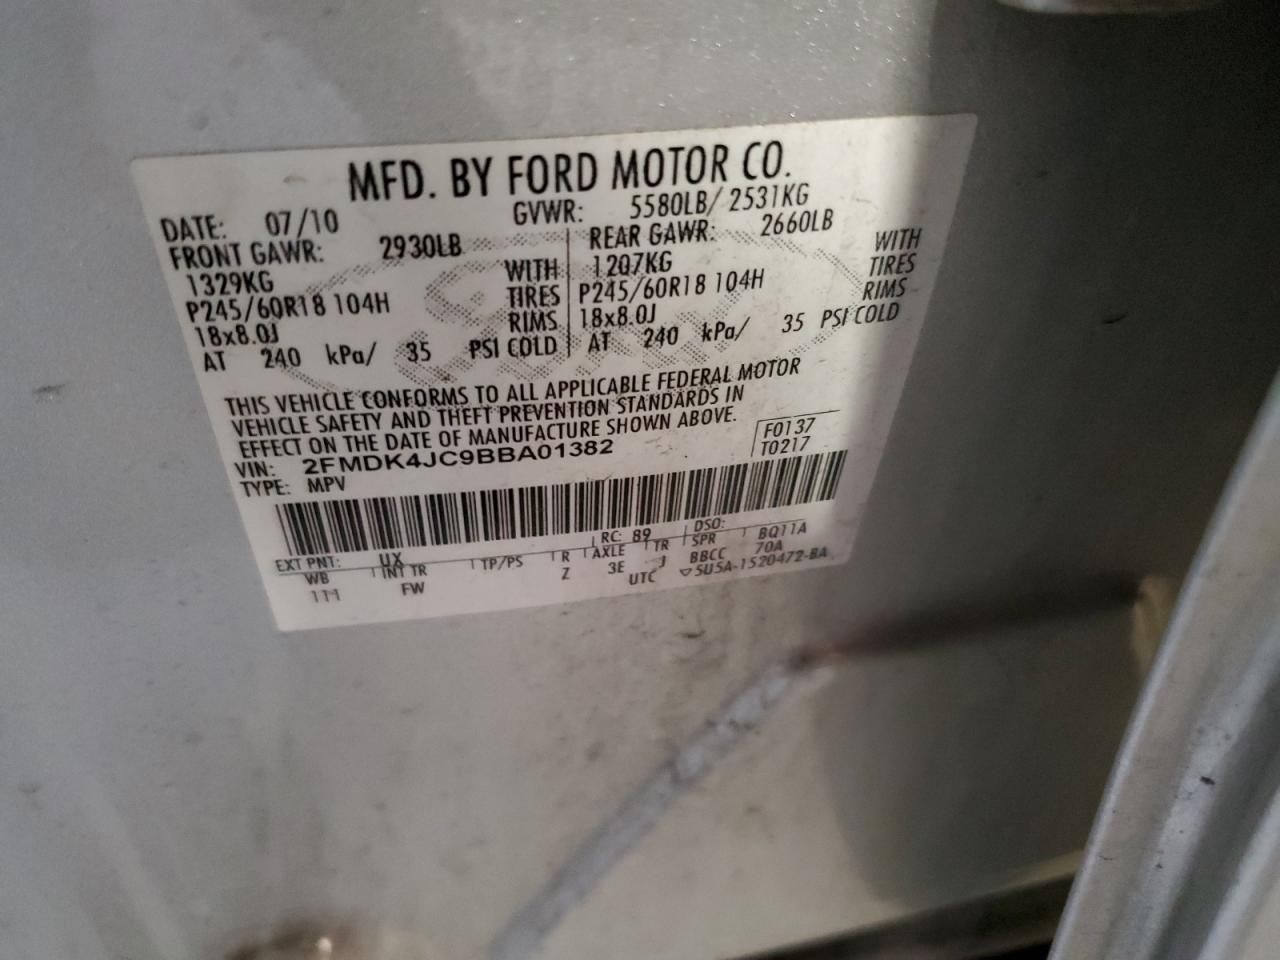 MFD. BY FORD MOTOR CO.
DATE: 07/10 GVWR: 5580LB/ 2531KG
FRONT GAWR: 2930LB REAR GAWR: 2660LB
1329KG WITH 1207KG WITH
P245/60R18 104H TIRES P245/60R18 104H TIRES
18x8.0J RIMS 18x8.0J RIMS
AT 240 kPa/ 35 PSI COLD AT 240 kPa/ 35 PSI COLD
THIS VEHICLE CONFORMS TO ALL APPLICABLE FEDERAL MOTOR
VEHICLE SAFETY AND THEFT PREVENTION STANDARDS IN
EFFECT ON THE DATE OF MANUFACTURE SHOWN ABOVE.
VIN: 2FMDK4JC9BBA01382 F0137
TYPE: MPV T0217
EXT PNT: UX RC: 89 DSO:
WB INT TR TP/PS R AXLE TR SPR BQ11A
111 FW Z 3E J BBCC 70A
UTC ▽5U5A-1520472-BA